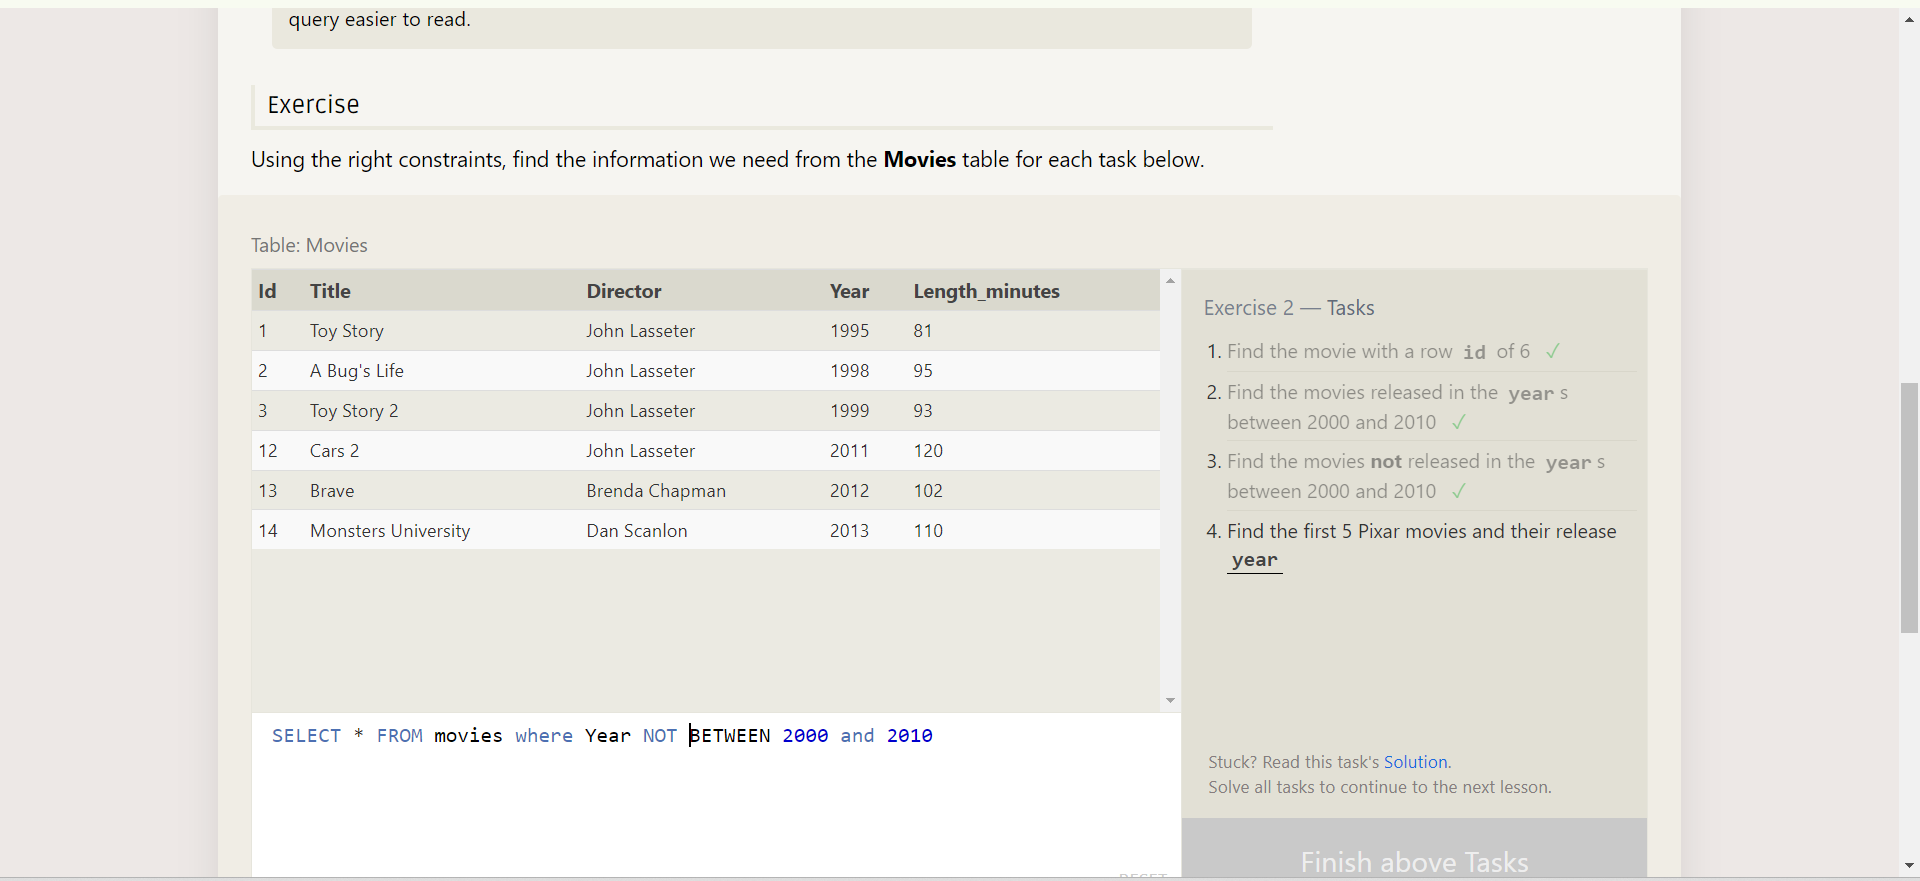 query easier to read.
Exercise
Using the right constraints, find the information we need from the Movies table for each task below.
Table: Movies
Id Title Director Year Length_minutes
1 Toy Story John Lasseter 1995 81
2 A Bug's Life John Lasseter 1998 95
3 Toy Story 2 John Lasseter 1999 93
12 Cars 2 John Lasseter 2011 120
13 Brave Brenda Chapman 2012 102
14 Monsters University Dan Scanlon 2013 110
SELECT * FROM movies where Year NOT BETWEEN 2000 and 2010
RESET
Exercise 2 — Tasks
1. Find the movie with a row id of 6 ✓
2. Find the movies released in the year s
between 2000 and 2010 ✓
3. Find the movies not released in the year s
between 2000 and 2010 ✓
4. Find the first 5 Pixar movies and their release
year
Stuck? Read this task's Solution.
Solve all tasks to continue to the next lesson.
Finish above Tasks